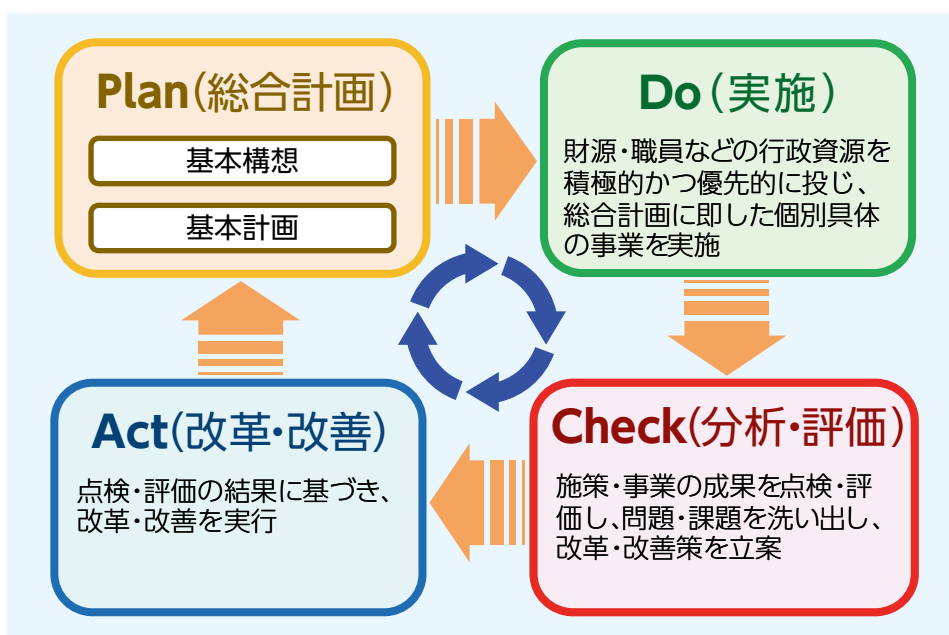 Plan(総合計画)
基本構想
基本計画
Do(実施)
財源・職員などの行政資源を
積極的かつ優先的に投じ、
総合計画に即した個別具体
の事業を実施
Check(分析・評価)
施策・事業の成果を点検・評
価し、問題・課題を洗い出し、
改革・改善策を立案
Act(改革・改善)
点検・評価の結果に基づき、
改革・改善を実行